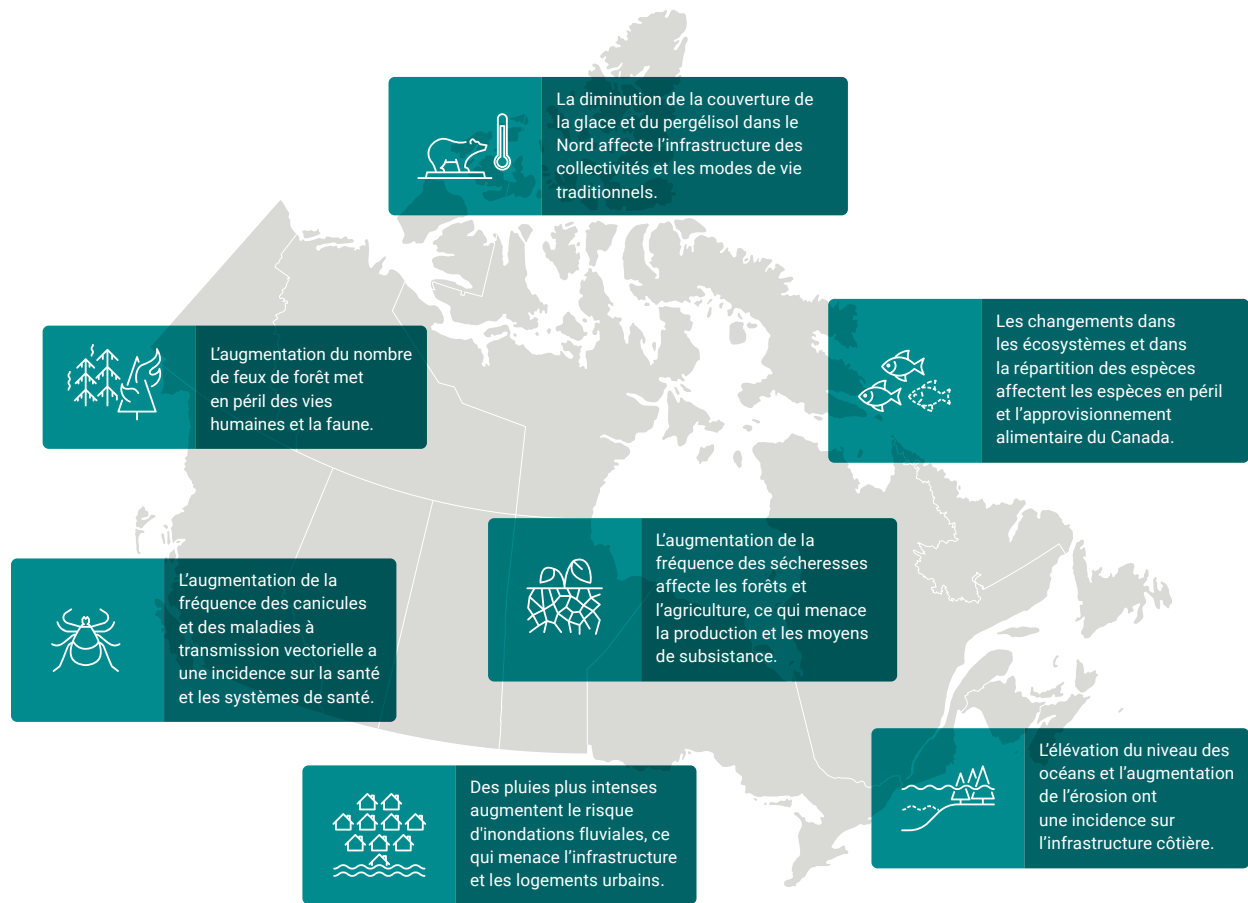 La diminution de la couverture de
la glace et du pergélisol dans le
Nord affecte l’infrastructure des
collectivités et les modes de vie
traditionnels.
Les changements dans
les écosystèmes et dans
la répartition des espèces
affectent les espèces en péril
et l’approvisionnement
alimentaire du Canada.
L’augmentation du nombre
de feux de forêt met
en péril des vies
humaines et la faune.
L’augmentation de la
fréquence des sécheresses
affecte les forêts et
l’agriculture, ce qui menace
la production et les moyens
de subsistance.
L’augmentation de la
fréquence des canicules
et des maladies à
transmission vectorielle a
une incidence sur la santé
et les systèmes de santé.
L’élévation du niveau des
océans et l’augmentation
de l’érosion ont
une incidence sur
l’infrastructure côtière.
Des pluies plus intenses
augmentent le risque
d'inondations fluviales, ce
qui menace l’infrastructure
et les logements urbains.